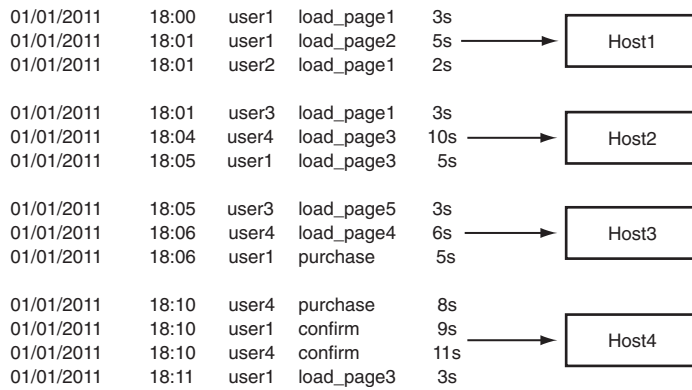 01/01/2011 18:00 user1 load_page1 3s
01/01/2011 18:01 user1 load_page2 5s Host1
01/01/2011 18:01 user2 load_page1 2s
01/01/2011 18:01 user3 load_page1 3s
01/01/2011 18:04 user4 load_page3 10s Host2
01/01/2011 18:05 user1 load_page3 5s
01/01/2011 18:05 user3 load_page5 3s
01/01/2011 18:06 user4 load_page4 6s Host3
01/01/2011 18:06 user1 purchase 5s
01/01/2011 18:10 user4 purchase 8s
01/01/2011 18:10 user1 confirm 9s
Host4
01/01/2011 18:10 user4 confirm 11s
01/01/2011 18:11 user1 load_page3 3s